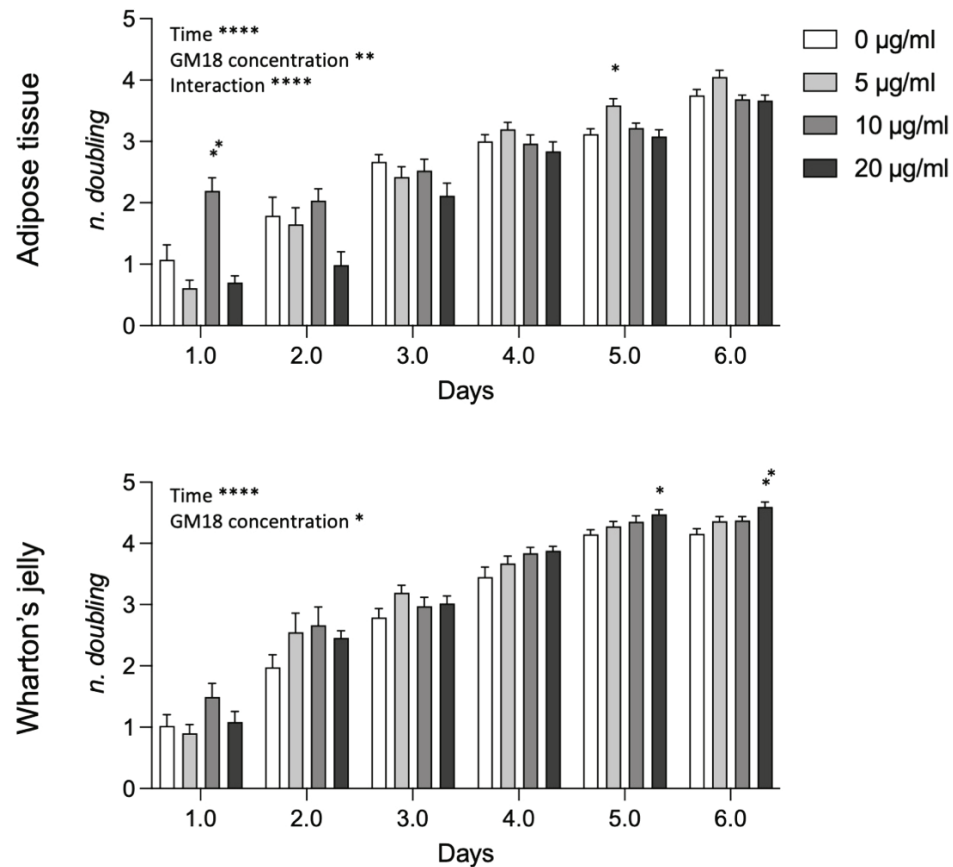 Adipose tissue
n. doubling
5
4
3
2
1
0
Time ****
GM18 concentration **
Interaction ****
**
*
1.0 2.0 3.0 4.0 5.0 6.0
Days
0 µg/ml
5 µg/ml
10 µg/ml
20 µg/ml
Wharton's jelly
n. doubling
5
4
3
2
1
0
Time ****
GM18 concentration *
*
**
1.0 2.0 3.0 4.0 5.0 6.0
Days